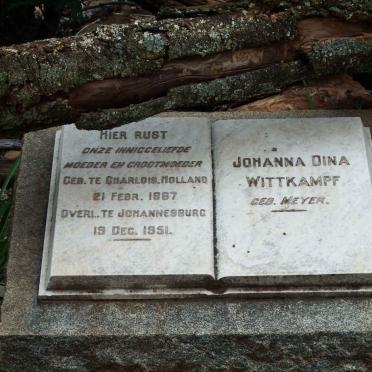 HIER RUST
ONZE INNIGGELIEFDE
MOEDER EN GROOTMOEDER
GEB. TE CHARLOIS, HOLLAND
21 FEBR. 1887
OVERL. TE JOHANNESBURG
19 DEC. 1951.
JOHANNA DINA
WITTKAMPF
GEB. MEYER.